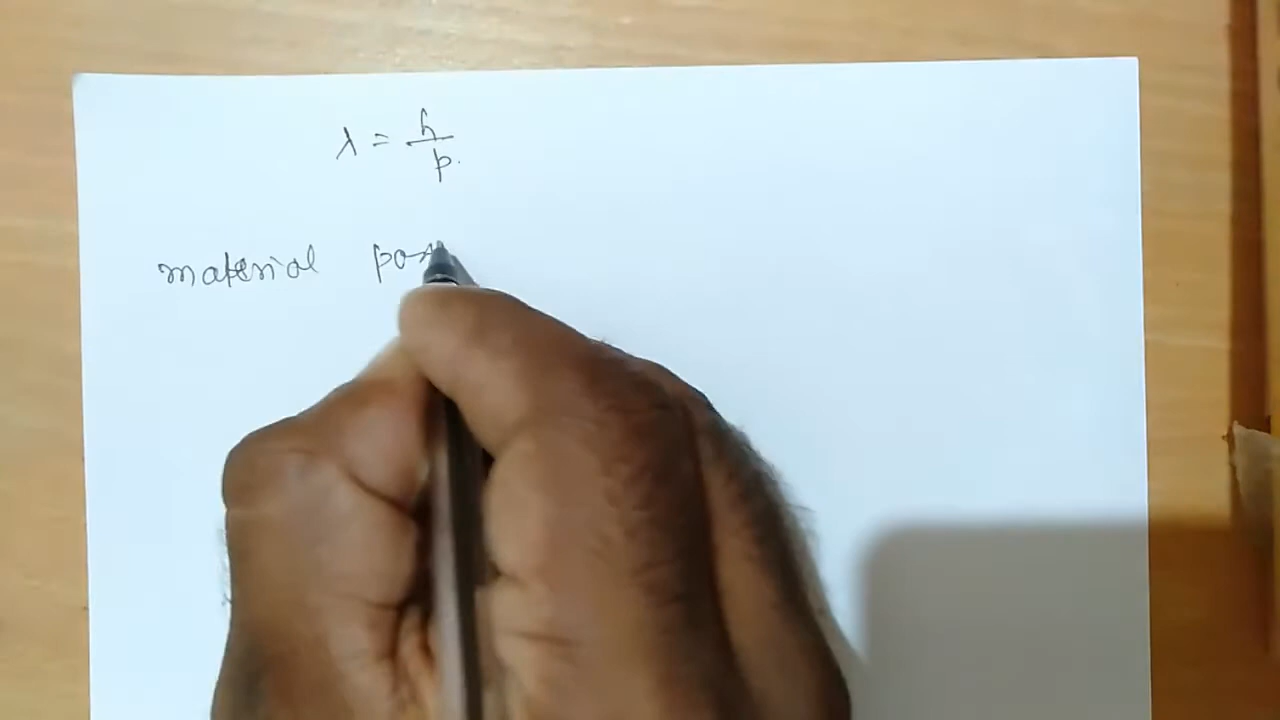 λ = h/p.
material